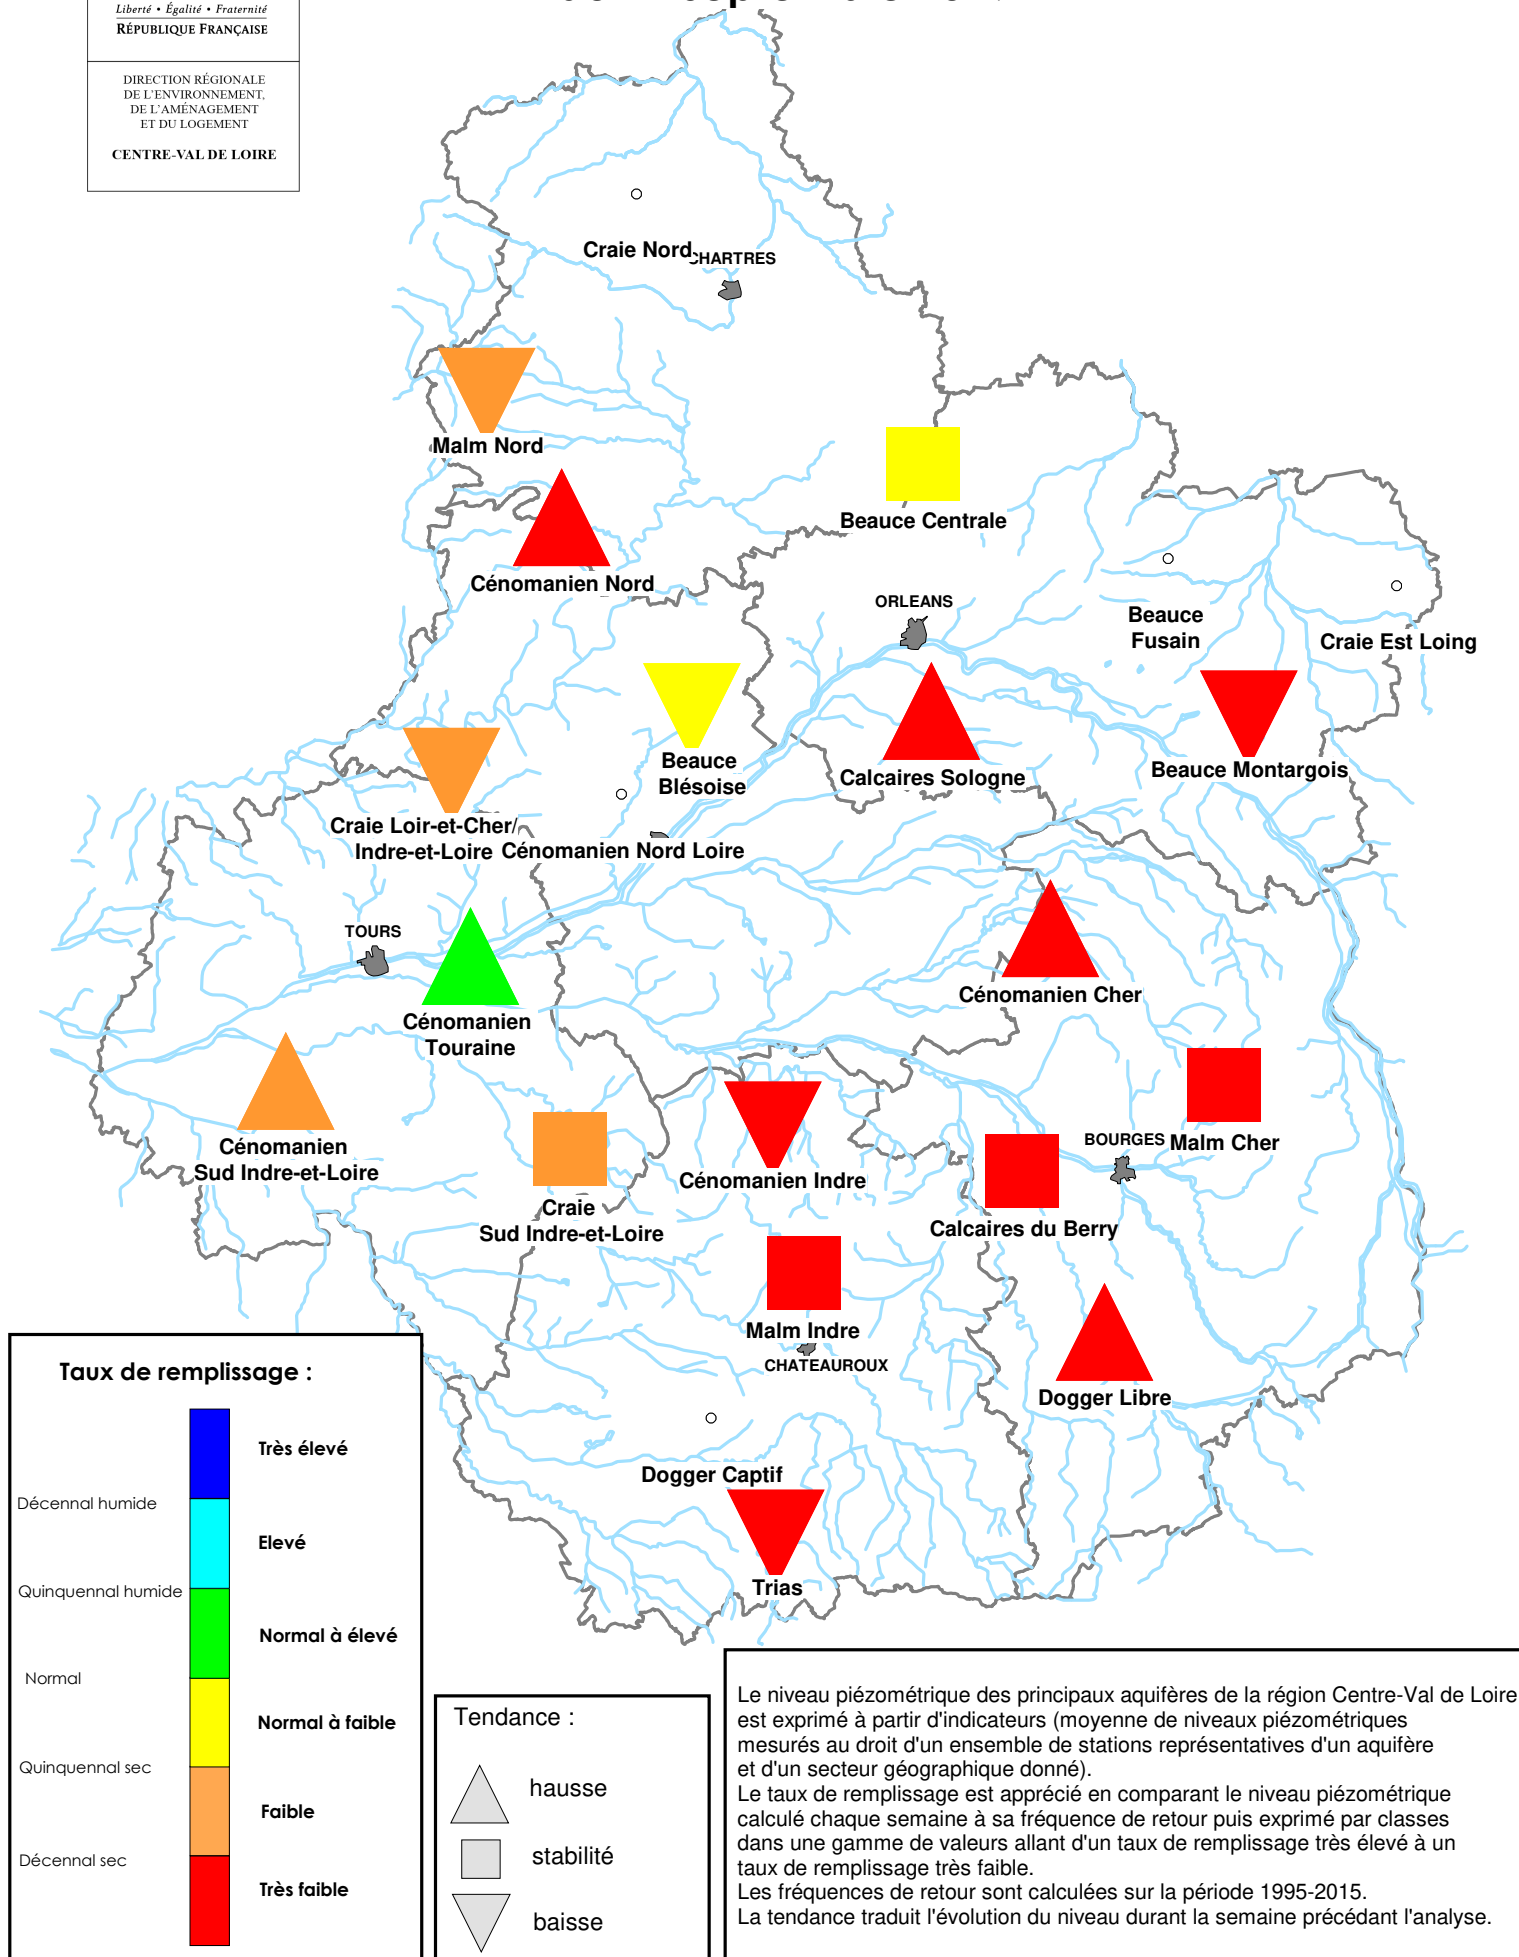 Liberté • Égalité • Fraternité
RÉPUBLIQUE FRANÇAISE
DIRECTION RÉGIONALE
DE L'ENVIRONNEMENT,
DE L'AMÉNAGEMENT
ET DU LOGEMENT
CENTRE-VAL DE LOIRE
Craie Nord
CHARTRES
Malm Nord
Beauce Centrale
Cénomanien Nord
ORLEANS
Beauce
Fusain
Craie Est Loing
Beauce
Blésoise
Calcaires Sologne
Beauce Montargois
Craie Loir-et-Cher/
Indre-et-Loire
Cénomanien Nord Loire
TOURS
Cénomanien
Touraine
Cénomanien Cher
Cénomanien
Sud Indre-et-Loire
Craie
Sud Indre-et-Loire
Cénomanien Indre
BOURGES
Malm Cher
Calcaires du Berry
Malm Indre
CHATEAUROUX
Dogger Libre
Dogger Captif
Trias
Taux de remplissage :
Très élevé
Décennal humide
Elevé
Quinquennal humide
Normal à élevé
Normal
Normal à faible
Quinquennal sec
Faible
Décennal sec
Très faible
Tendance :
hausse
stabilité
baisse
Le niveau piézométrique des principaux aquifères de la région Centre-Val de Loire
est exprimé à partir d'indicateurs (moyenne de niveaux piézométriques
mesurés au droit d'un ensemble de stations représentatives d'un aquifère
et d'un secteur géographique donné).
Le taux de remplissage est apprécié en comparant le niveau piézométrique
calculé chaque semaine à sa fréquence de retour puis exprimé par classes
dans une gamme de valeurs allant d'un taux de remplissage très élevé à un
taux de remplissage très faible.
Les fréquences de retour sont calculées sur la période 1995-2015.
La tendance traduit l'évolution du niveau durant la semaine précédant l'analyse.